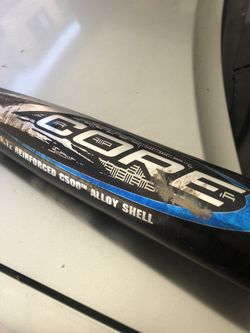 CORE
REINFORCED C500™ ALLOY SHELL